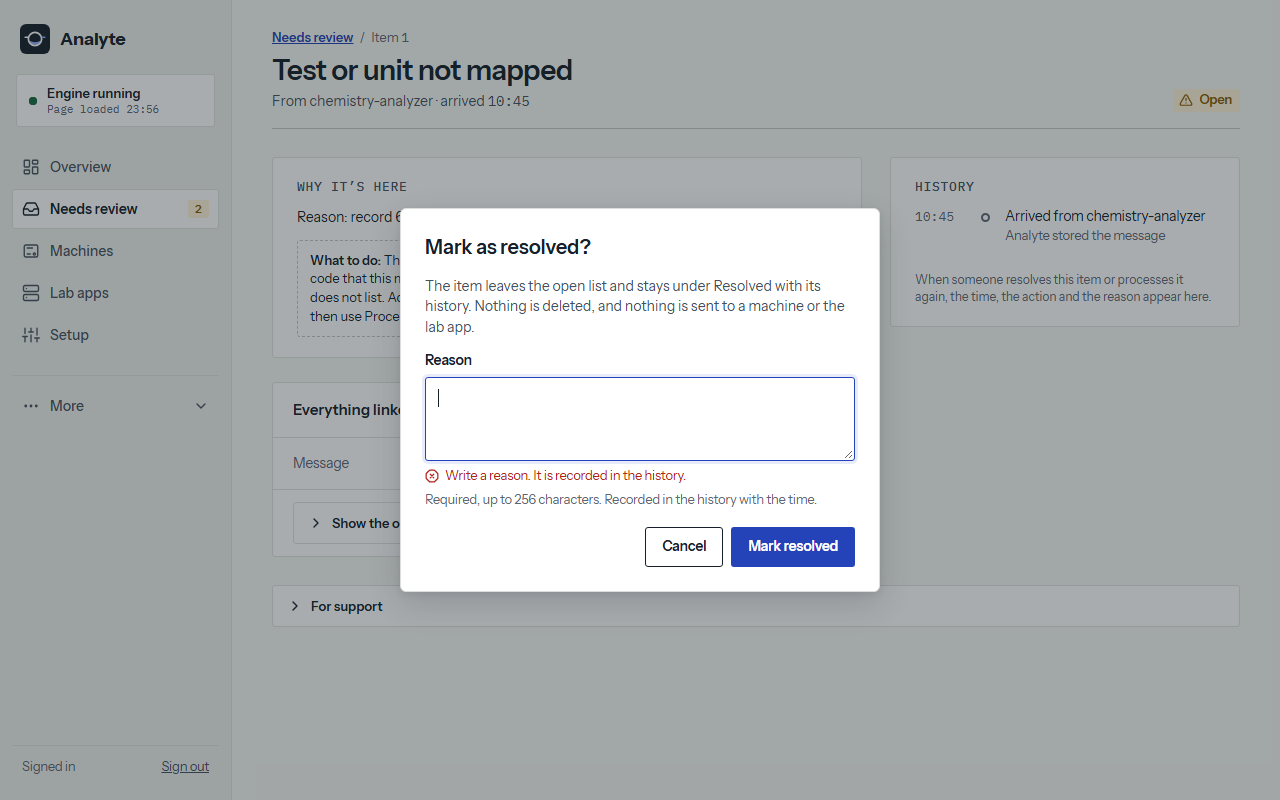 Analyte
Engine running
Page loaded 23:56
Overview
Needs review 2
Machines
Lab apps
Setup
More
Signed in Sign out
Needs review / Item 1
Test or unit not mapped
From chemistry-analyzer · arrived 10:45
Open
WHY IT’S HERE
Reason: record
What to do:
code that this
does not list.
then use
Everything
Message
Show the
For support
HISTORY
10:45 Arrived from chemistry-analyzer
Analyte stored the message
When someone resolves this item or processes it
again, the time, the action and the reason appear here.
Mark as resolved?
The item leaves the open list and stays under Resolved with its
history. Nothing is deleted, and nothing is sent to a machine or the
lab app.
Reason
Write a reason. It is recorded in the history.
Required, up to 256 characters. Recorded in the history with the time.
Cancel Mark resolved